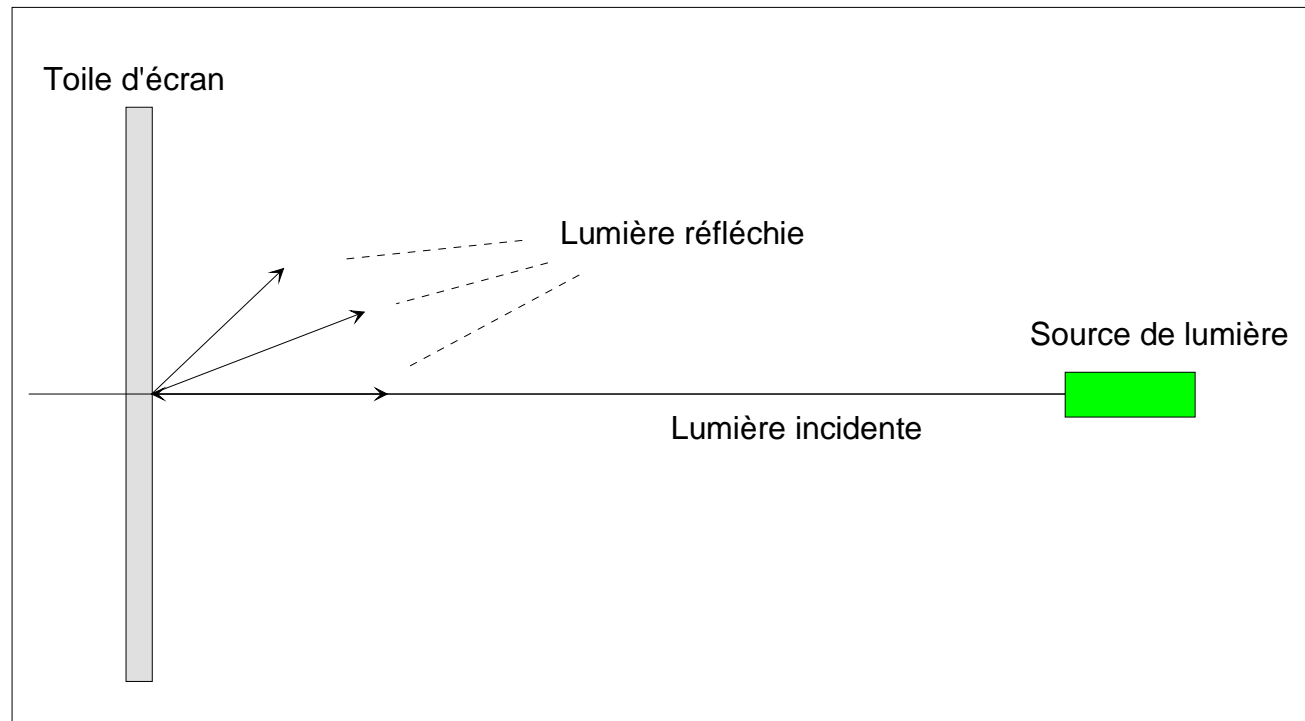 Toile d'écran
Lumière réfléchie
Source de lumière
Lumière incidente